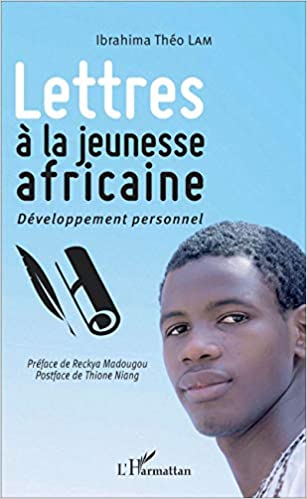 Ibrahima Théo LAM
Lettres
à la jeunesse
africaine
Développement personnel
Préface de Reckya Madougou
Postface de Thione Niang
L'Harmattan